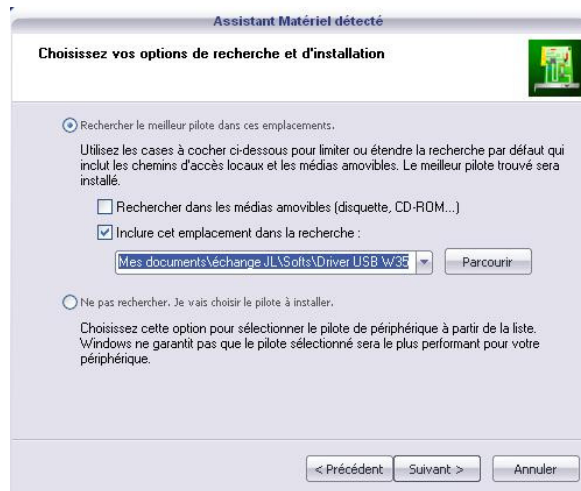 Assistant Matériel détecté
Choisissez vos options de recherche et d'installation
Rechercher le meilleur pilote dans ces emplacements.
Utilisez les cases à cocher ci-dessous pour limiter ou étendre la recherche par défaut qui
inclut les chemins d'accès locaux et les médias amovibles. Le meilleur pilote trouvé sera
installé.
Rechercher dans les médias amovibles (disquette, CD-ROM...)
Inclure cet emplacement dans la recherche :
Mes documents\échange JL\Softs\Driver USB W35
Parcourir
Ne pas rechercher. Je vais choisir le pilote à installer.
Choisissez cette option pour sélectionner le pilote de périphérique à partir de la liste.
Windows ne garantit pas que le pilote sélectionné sera le plus performant pour votre
périphérique.
< Précédent
Suivant >
Annuler